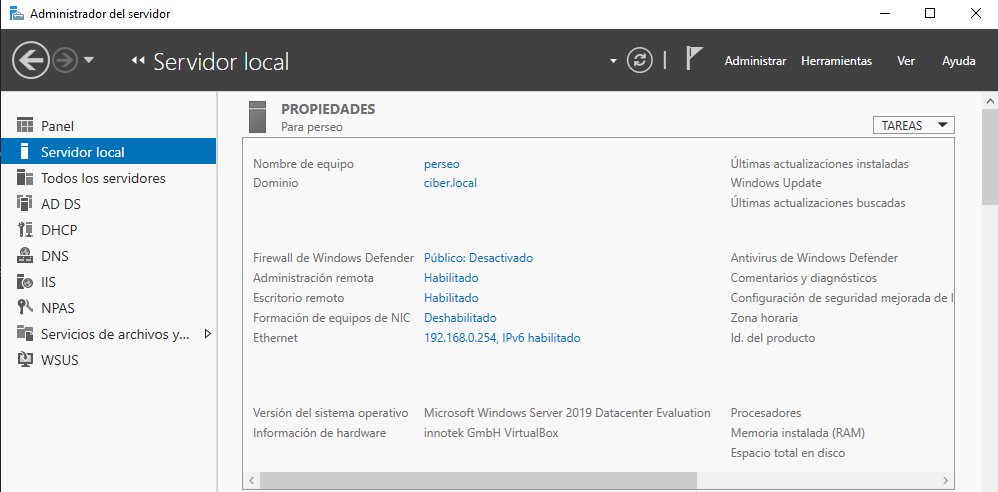 Administrador del servidor
Servidor local
Administrar Herramientas Ver Ayuda
Panel
Servidor local
Todos los servidores
AD DS
DHCP
DNS
IIS
NPAS
Servicios de archivos y...
WSUS
PROPIEDADES
Para perseo
TAREAS
Nombre de equipo perseo Últimas actualizaciones instaladas
Dominio ciber.local Windows Update
Últimas actualizaciones buscadas
Firewall de Windows Defender Público: Desactivado Antivirus de Windows Defender
Administración remota Habilitado Comentarios y diagnósticos
Escritorio remoto Habilitado Configuración de seguridad mejorada de I
Formación de equipos de NIC Deshabilitado Zona horaria
Ethernet 192.168.0.254, IPv6 habilitado Id. del producto
Versión del sistema operativo Microsoft Windows Server 2019 Datacenter Evaluation Procesadores
Información de hardware innotek GmbH VirtualBox Memoria instalada (RAM)
Espacio total en disco